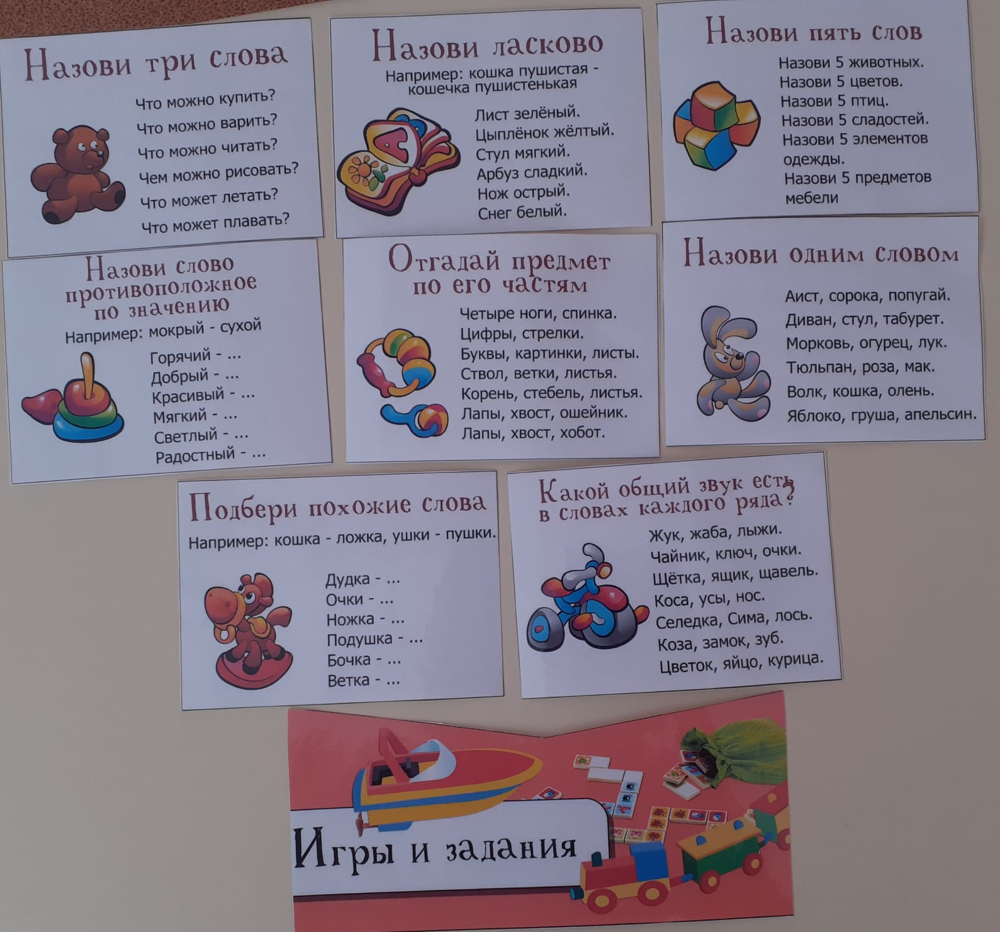 Назови три слова
Что можно купить?
Что можно варить?
Что можно читать?
Чем можно рисовать?
Что может летать?
Что может плавать?
Назови ласково
Например: кошка пушистая -
кошечка пушистенькая
Лист зелёный.
Цыплёнок жёлтый.
Стул мягкий.
Арбуз сладкий.
Нож острый.
Снег белый.
Назови пять слов
Назови 5 животных.
Назови 5 цветов.
Назови 5 птиц.
Назови 5 сладостей.
Назови 5 элементов
одежды.
Назови 5 предметов
мебели
Назови слово
противоположное
по значению
Например: мокрый - сухой
Горячий - ...
Добрый - ...
Красивый - ...
Мягкий - ...
Светлый - ...
Радостный - ...
Отгадай предмет
по его частям
Четыре ноги, спинка.
Цифры, стрелки.
Буквы, картинки, листы.
Ствол, ветки, листья.
Корень, стебель, листья.
Лапы, хвост, ошейник.
Лапы, хвост, хобот.
Назови одним словом
Аист, сорока, попугай.
Диван, стул, табурет.
Морковь, огурец, лук.
Тюльпан, роза, мак.
Волк, кошка, олень.
Яблоко, груша, апельсин.
Подбери похожие слова
Например: кошка - ложка, ушки - пушки.
Дудка - ...
Очки - ...
Ножка - ...
Подушка - ...
Бочка - ...
Ветка - ...
Какой общий звук есть
в словах каждого ряда?
Жук, жаба, лыжи.
Чайник, ключ, очки.
Щётка, ящик, щавель.
Коса, усы, нос.
Селедка, Сима, лось.
Коза, замок, зуб.
Цветок, яйцо, курица.
Игры и задания